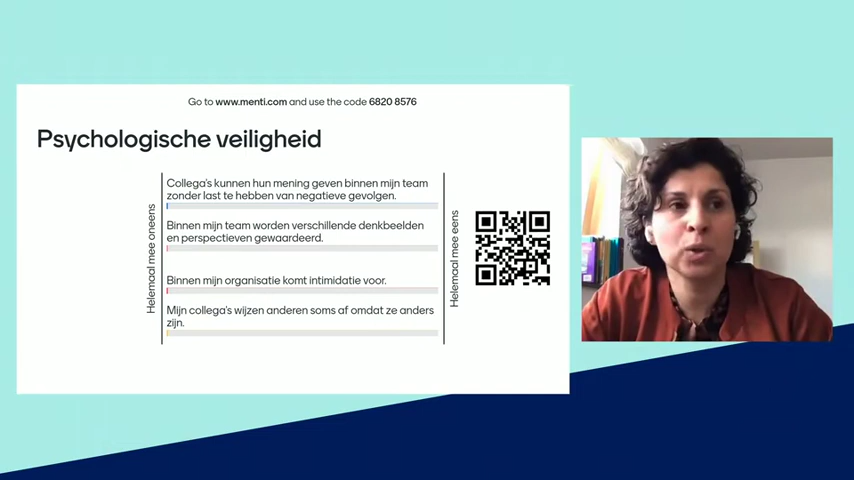 Go to www.menti.com and use the code 6820 8576
Psychologische veiligheid
Helemaal mee oneens
Collega's kunnen hun mening geven binnen mijn team
zonder last te hebben van negatieve gevolgen.
Binnen mijn team worden verschillende denkbeelden
en perspectieven gewaardeerd.
Binnen mijn organisatie komt intimidatie voor.
Mijn collega's wijzen anderen soms af omdat ze anders
zijn.
Helemaal mee eens